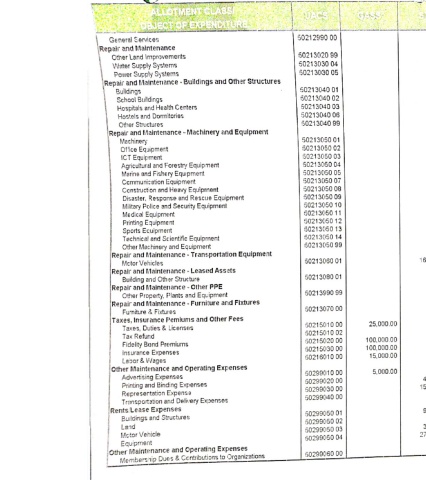 ALLOTMENT CLASS/
OBJECT OF EXPENDITURE UACS GASS
General Services 50212990 00
Repair and Maintenance
Other Land Improvements 50213020 99
Water Supply Systems 50213030 04
Power Supply Systems 50213030 05
Repair and Maintenance - Buildings and Other Structures
Buildings 50213040 01
School Buildings 50213040 02
Hospitals and Health Centers 50213040 03
Hostels and Dormitories 50213040 06
Other Structures 50213040 99
Repair and Maintenance - Machinery and Equipment
Machinery 50213050 01
Office Equipment 50213050 02
ICT Equipment 50213050 03
Agricultural and Forestry Equipment 50213050 04
Marine and Fishery Equipment 50213050 05
Communication Equipment 50213050 07
Construction and Heavy Equipment 50213050 08
Disaster, Response and Rescue Equipment 50213050 09
Military Police and Security Equipment 50213050 10
Medical Equipment 50213050 11
Printing Equipment 50213050 12
Sports Equipment 50213050 13
Technical and Scientific Equipment 50213050 14
Other Machinery and Equipment 50213050 99
Repair and Maintenance - Transportation Equipment
Motor Vehicles 50213060 01 16
Repair and Maintenance - Leased Assets
Building and Other Structure 50213080 01
Repair and Maintenance - Other PPE
Other Property, Plants and Equipment 50213990 99
Repair and Maintenance - Furniture and Fixtures
Furniture & Fixtures 50213070 00
Taxes, Insurance Pemiums and Other Fees
Taxes, Duties & Licenses 50215010 00 25,000.00
Tax Refund 50215010 02
Fidelity Bond Premiums 50215020 00 100,000.00
Insurance Expenses 50215030 00 100,000.00
Labor & Wages 50216010 00 15,000.00
Other Maintenance and Operating Expenses
Advertising Expenses 50299010 00 5,000.00
Printing and Binding Expenses 50299020 00 4
Representation Expense 50299030 00 15
Transportation and Delivery Expenses 50299040 00
Rents Lease Expenses
Buildings and Structures 50299050 01
Land 50299050 02
Motor Vehicle 50299050 03 3
Equipment 50299050 04 27
Other Maintenance and Operating Expenses
Membership Dues & Contributions to Organizations 50299060 00